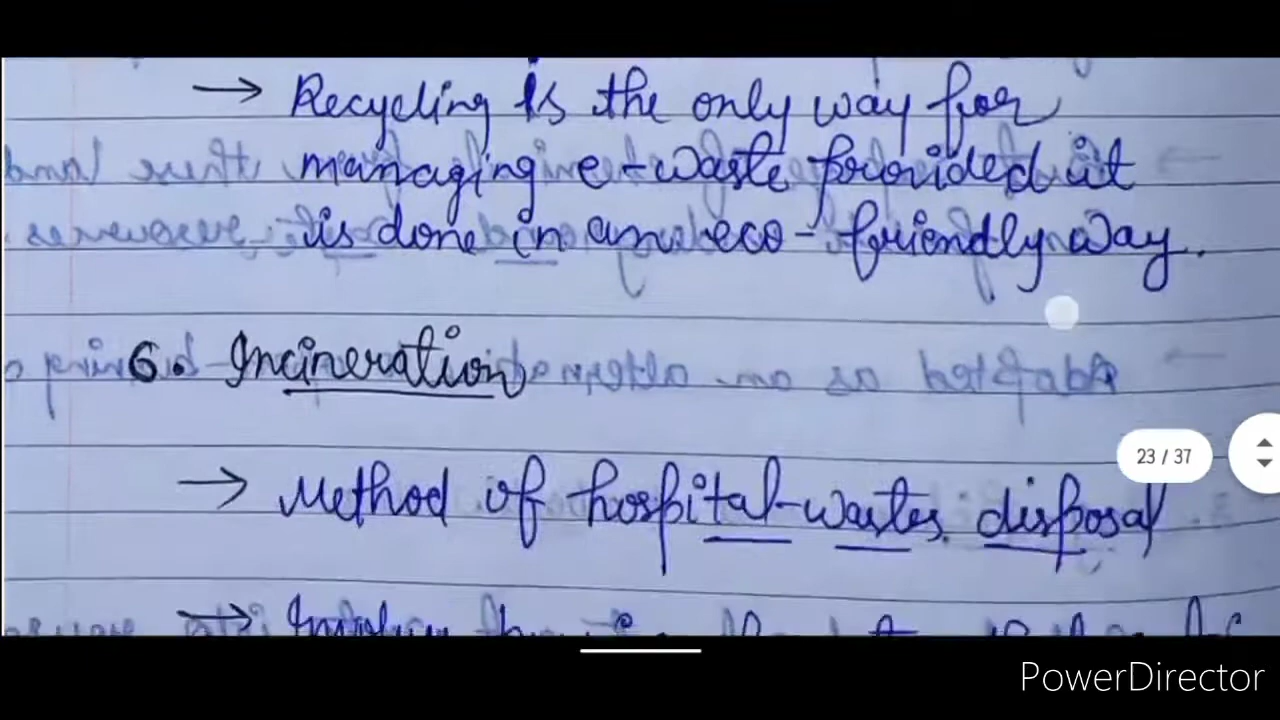 → Recycling is the only way for
managing e-waste provided it
is done in an eco-friendly way.
6. Incineration
23 / 37
→ Method of hospital-wastes disposal
→
PowerDirector